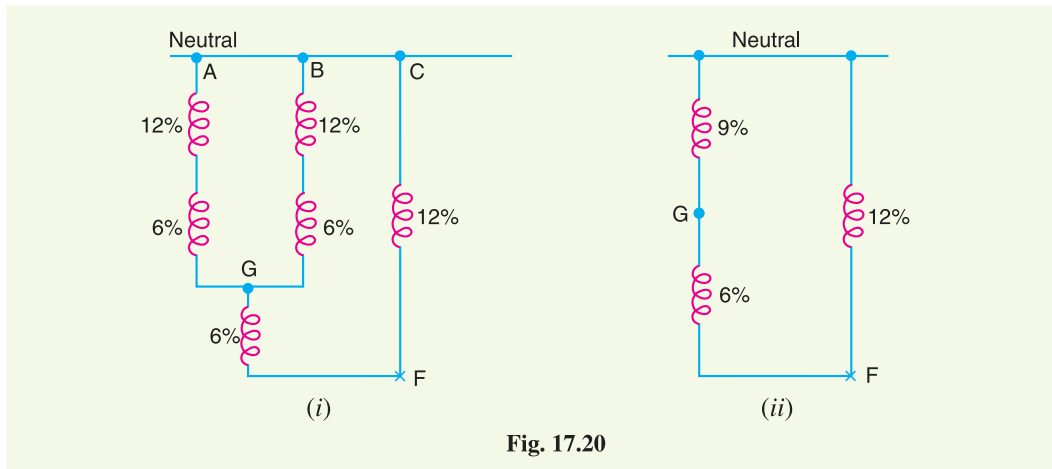 Neutral
A
B
C
12%
12%
6%
6%
12%
G
6%
F
(i)
Neutral
9%
G
12%
6%
F
(ii)
Fig. 17.20